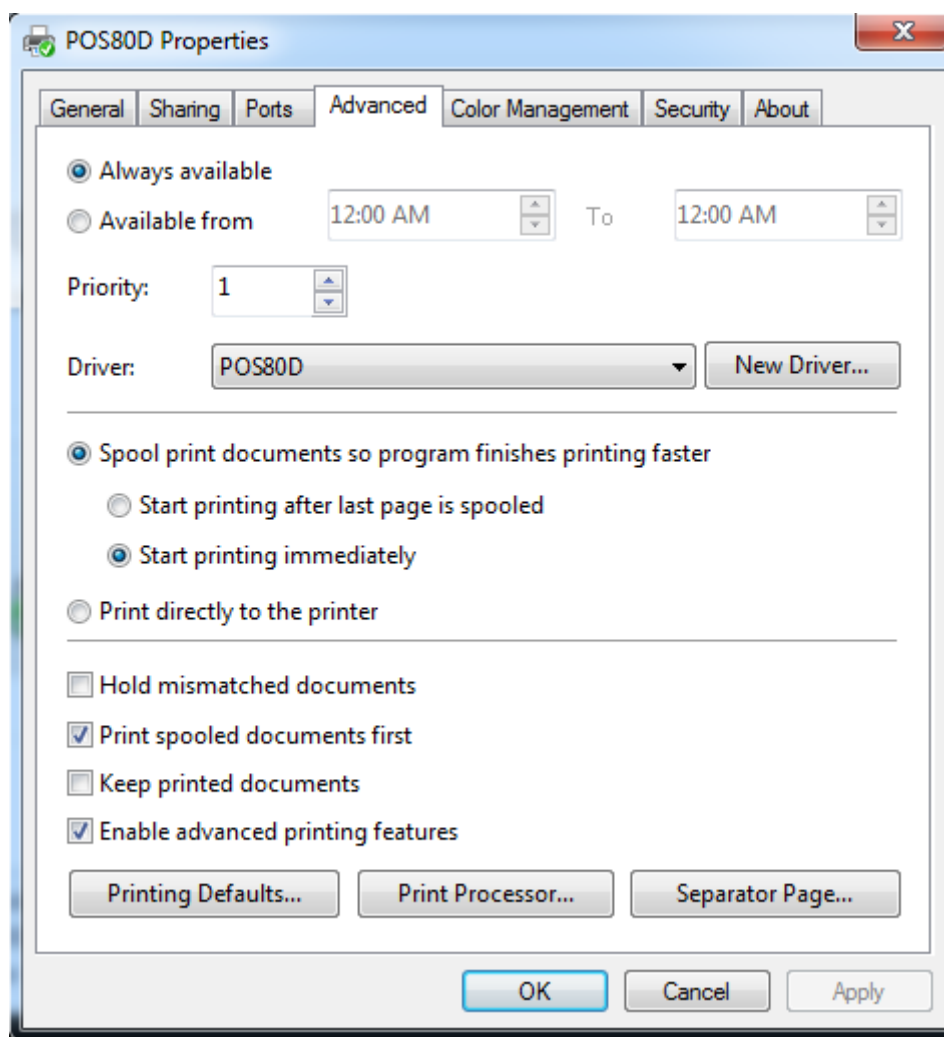 POS80D Properties
General Sharing Ports Advanced Color Management Security About
Always available
Available from 12:00 AM To 12:00 AM
Priority: 1
Driver: POS80D New Driver...
Spool print documents so program finishes printing faster
Start printing after last page is spooled
Start printing immediately
Print directly to the printer
Hold mismatched documents
Print spooled documents first
Keep printed documents
Enable advanced printing features
Printing Defaults... Print Processor... Separator Page...
OK Cancel Apply